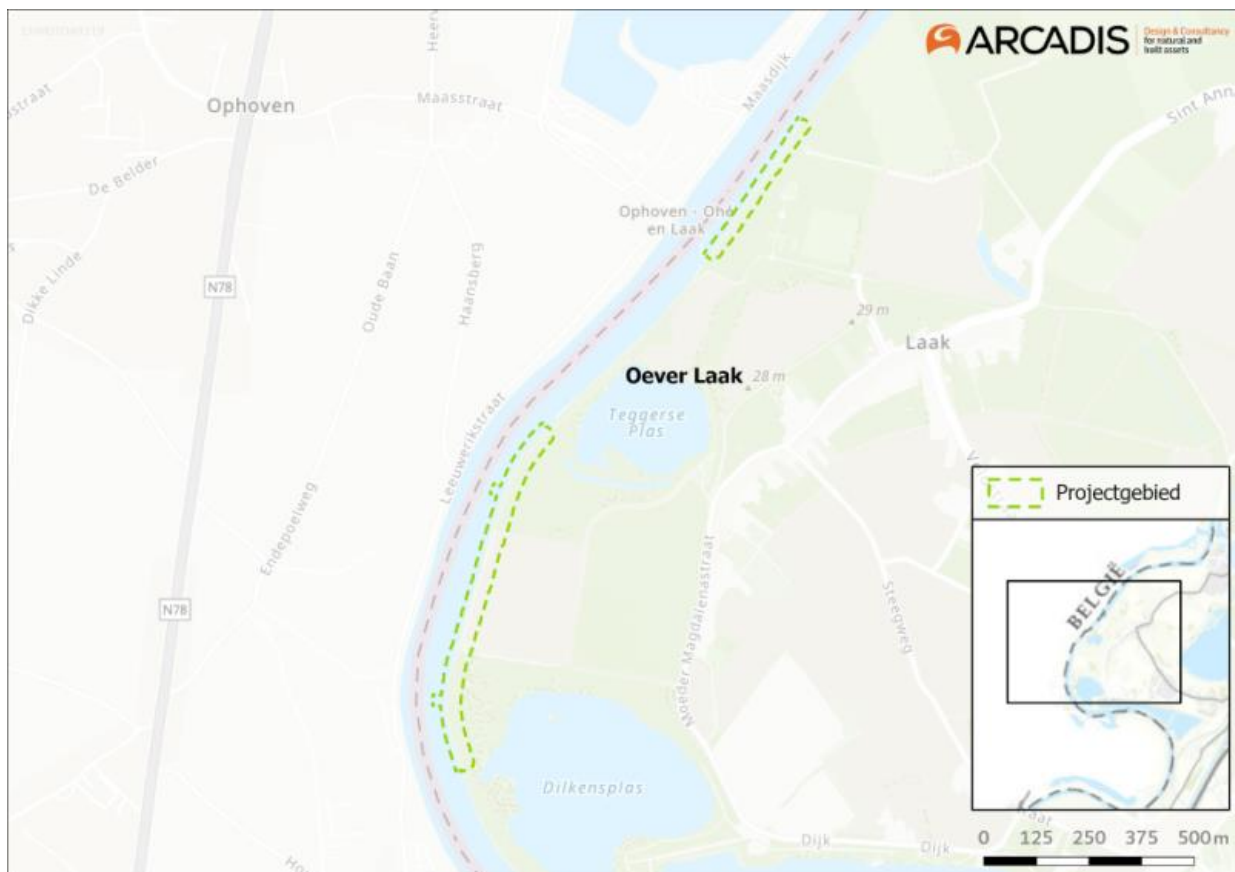 ARCADIS
Design & Consultancy
for natural and
built assets
Maasdijk
Maasstraat
Ophoven
Sint Ann
De Belder
Ophoven - Ohé
en Laak
Dikke Linde
N78
Oude Baan
Haansberg
29 m
Laak
Oever Laak
28 m
Teggerse
Plas
Leeuwerikstraat
Endepoelweg
N78
Moeder Magdalenastraat
Steegweg
Dilkensplas
Dijk
Dijk
Projectgebied
BELGIË
0 125 250 375 500 m